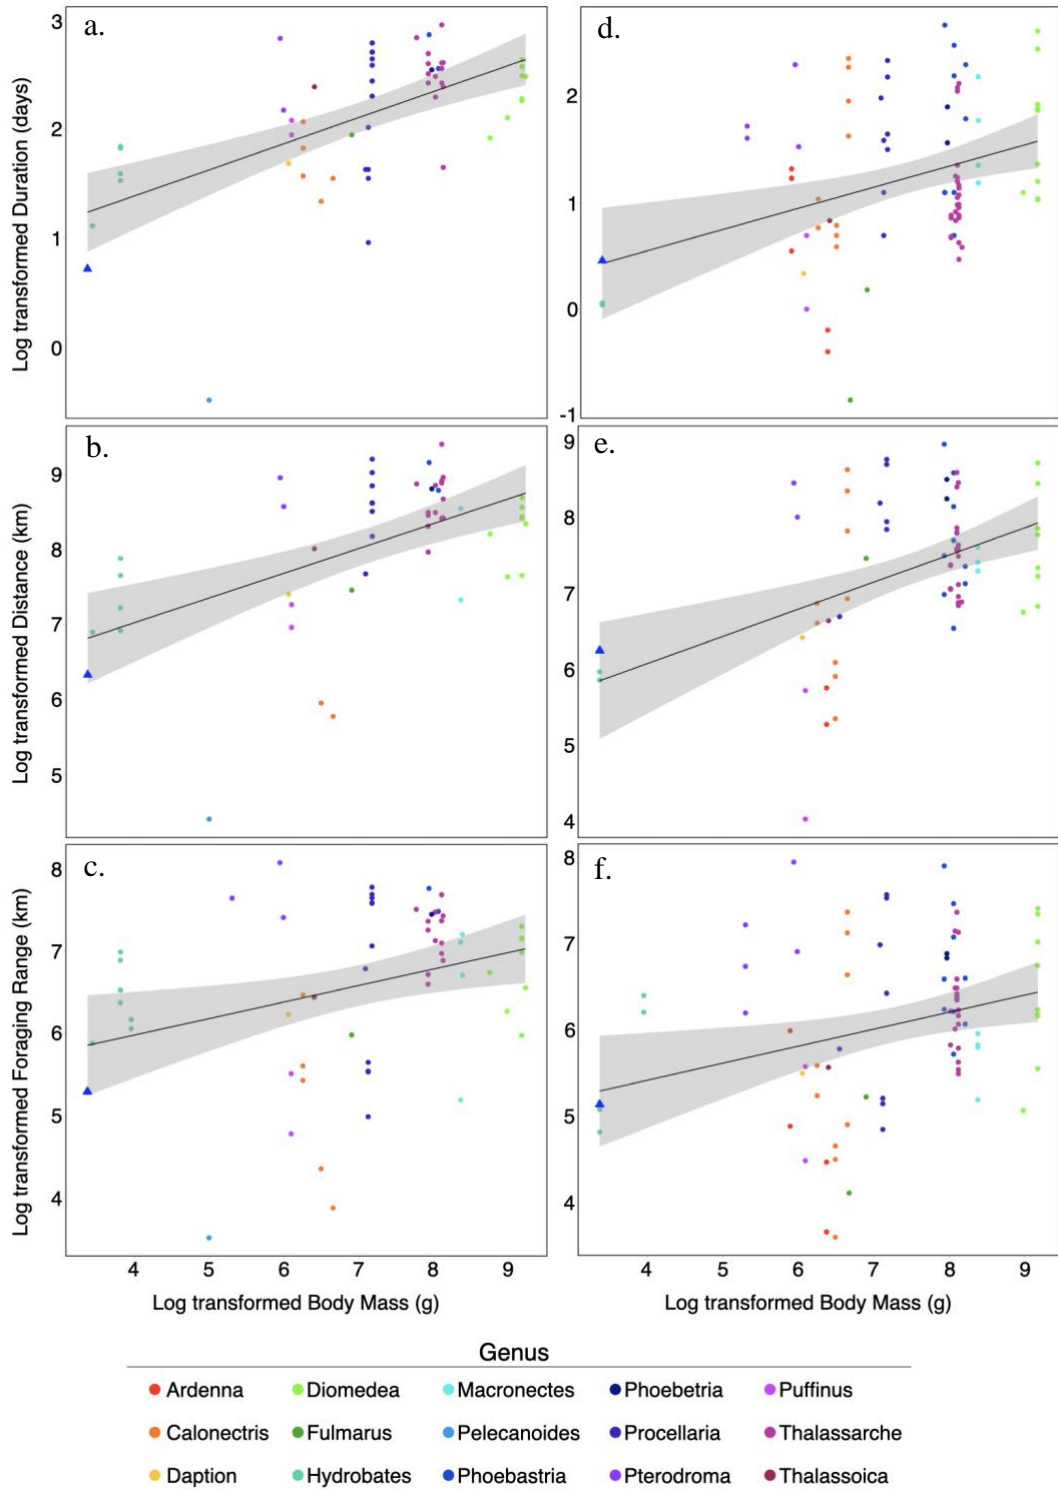 a.
Log transformed Duration (days)
3
2
1
0
d.
2
1
0
-1
b.
Log transformed Distance (km)
9
8
7
6
5
e.
9
8
7
6
5
4
c.
Log transformed Foraging Range (km)
8
7
6
5
4
4 5 6 7 8 9
Log transformed Body Mass (g)
f.
8
7
6
5
4
4 5 6 7 8 9
Log transformed Body Mass (g)
Genus
Ardenna Diomedea Macronectes Phoebetria Puffinus
Calonectris Fulmarus Pelecanoides Procellaria Thalassarche
Daption Hydrobates Phoebastria Pterodroma Thalassoica